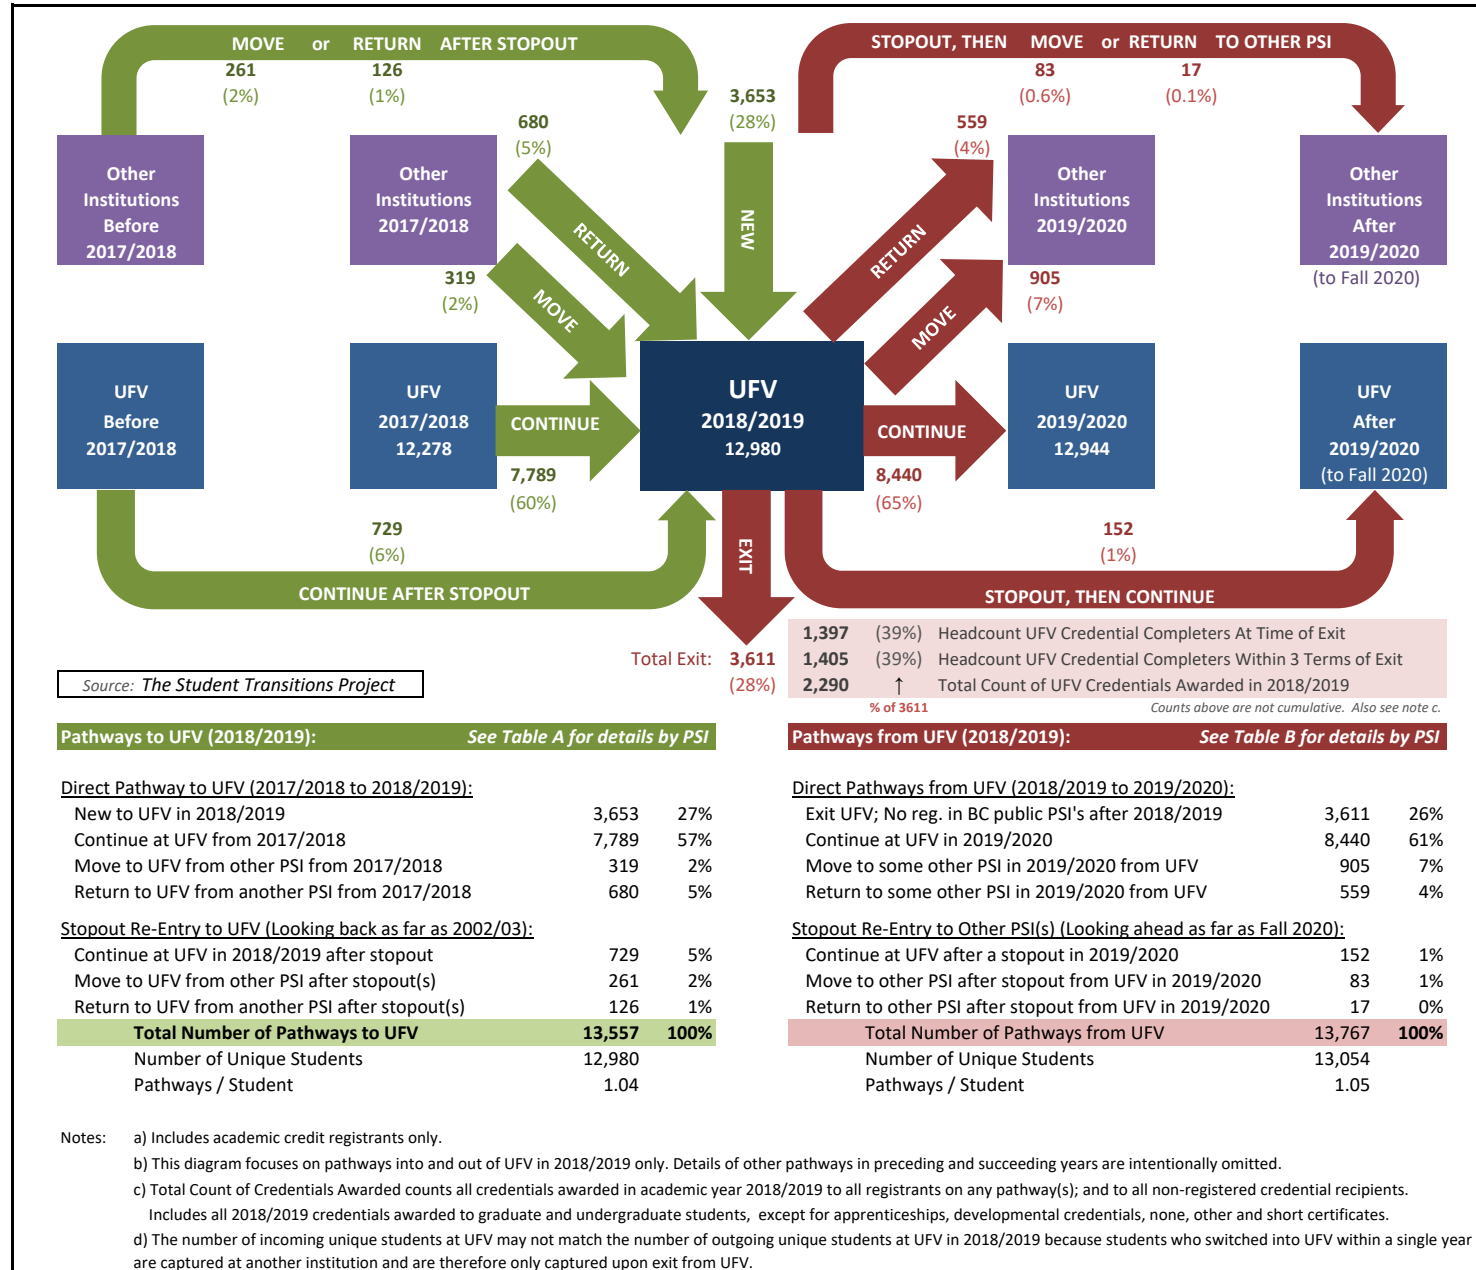 MOVE or RETURN AFTER STOPOUT
261 126
(2%) (1%)
STOPOUT, THEN MOVE or RETURN TO OTHER PSI
83 17
(0.6%) (0.1%)
3,653
(28%)
680
(5%)
559
(4%)
Other
Institutions
Before
2017/2018
Other
Institutions
2017/2018
RETURN
NEW
RETURN
Other
Institutions
2019/2020
Other
Institutions
After
2019/2020
(to Fall 2020)
319
(2%)
MOVE
MOVE
905
(7%)
UFV
Before
2017/2018
UFV
2017/2018
12,278
CONTINUE
7,789
(60%)
UFV
2018/2019
12,980
CONTINUE
8,440
(65%)
UFV
2019/2020
12,944
UFV
After
2019/2020
(to Fall 2020)
729
(6%)
CONTINUE AFTER STOPOUT
EXIT
152
(1%)
STOPOUT, THEN CONTINUE
Total Exit: 3,611
(28%)
1,397 (39%) Headcount UFV Credential Completers At Time of Exit
1,405 (39%) Headcount UFV Credential Completers Within 3 Terms of Exit
2,290 ↑ Total Count of UFV Credentials Awarded in 2018/2019
% of 3611 Counts above are not cumulative. Also see note c.
Source: The Student Transitions Project
Pathways to UFV (2018/2019): See Table A for details by PSI
Direct Pathway to UFV (2017/2018 to 2018/2019):
New to UFV in 2018/2019 3,653 27%
Continue at UFV from 2017/2018 7,789 57%
Move to UFV from other PSI from 2017/2018 319 2%
Return to UFV from another PSI from 2017/2018 680 5%
Stopout Re-Entry to UFV (Looking back as far as 2002/03):
Continue at UFV in 2018/2019 after stopout 729 5%
Move to UFV from other PSI after stopout(s) 261 2%
Return to UFV from another PSI after stopout(s) 126 1%
Total Number of Pathways to UFV 13,557 100%
Number of Unique Students 12,980
Pathways / Student 1.04
Pathways from UFV (2018/2019): See Table B for details by PSI
Direct Pathways from UFV (2018/2019 to 2019/2020):
Exit UFV; No reg. in BC public PSI's after 2018/2019 3,611 26%
Continue at UFV in 2019/2020 8,440 61%
Move to some other PSI in 2019/2020 from UFV 905 7%
Return to some other PSI in 2019/2020 from UFV 559 4%
Stopout Re-Entry to Other PSI(s) (Looking ahead as far as Fall 2020):
Continue at UFV after a stopout in 2019/2020 152 1%
Move to other PSI after stopout from UFV in 2019/2020 83 1%
Return to other PSI after stopout from UFV in 2019/2020 17 0%
Total Number of Pathways from UFV 13,767 100%
Number of Unique Students 13,054
Pathways / Student 1.05
Notes: a) Includes academic credit registrants only.
b) This diagram focuses on pathways into and out of UFV in 2018/2019 only. Details of other pathways in preceding and succeeding years are intentionally omitted.
c) Total Count of Credentials Awarded counts all credentials awarded in academic year 2018/2019 to all registrants on any pathway(s); and to all non-registered credential recipients.
Includes all 2018/2019 credentials awarded to graduate and undergraduate students, except for apprenticeships, developmental credentials, none, other and short certificates.
d) The number of incoming unique students at UFV may not match the number of outgoing unique students at UFV in 2018/2019 because students who switched into UFV within a single year
are captured at another institution and are therefore only captured upon exit from UFV.